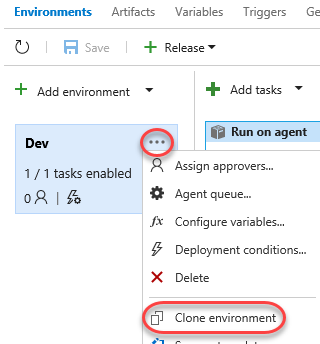 Environments Artifacts Variables Triggers Ge
Save Release
Add environment Add tasks
Dev
Run on agent
1 / 1 tasks enabled
0
Assign approvers...
Agent queue...
fx Configure variables...
Deployment conditions...
Delete
Clone environment